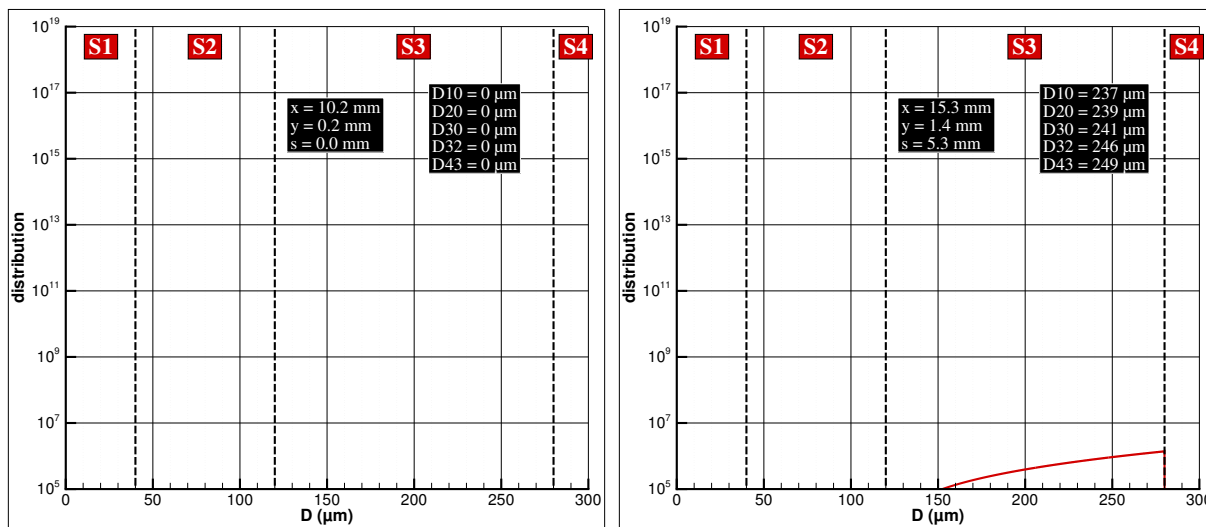 10^19
10^17
10^15
10^13
10^11
10^9
10^7
10^5
distribution
S1
S2
S3
S4
x = 10.2 mm
y = 0.2 mm
s = 0.0 mm
D10 = 0 µm
D20 = 0 µm
D30 = 0 µm
D32 = 0 µm
D43 = 0 µm
0 50 100 150 200 250 300
D (µm)
10^19
10^17
10^15
10^13
10^11
10^9
10^7
10^5
distribution
S1
S2
S3
S4
x = 15.3 mm
y = 1.4 mm
s = 5.3 mm
D10 = 237 µm
D20 = 239 µm
D30 = 241 µm
D32 = 246 µm
D43 = 249 µm
0 50 100 150 200 250 300
D (µm)